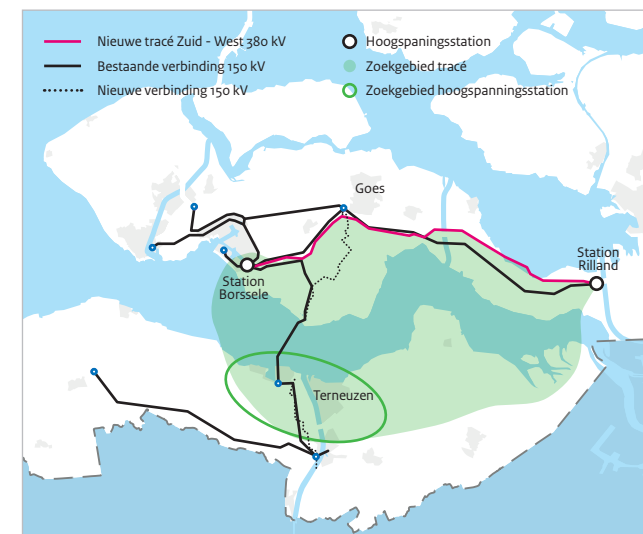 Nieuwe tracé Zuid - West 380 kV
Bestaande verbinding 150 kV
Nieuwe verbinding 150 kV
Hoogspaningsstation
Zoekgebied tracé
Zoekgebied hoogspanningsstation
Goes
Station
Rilland
Station
Borssele
Terneuzen